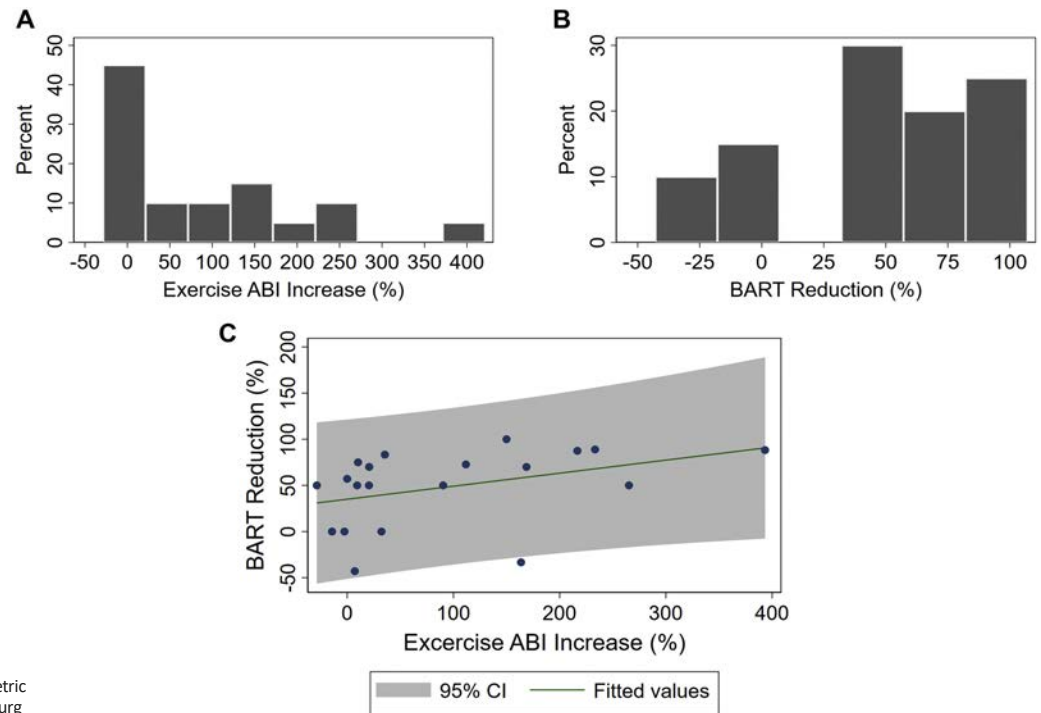 A
50
40
30
20
10
0
Percent
-50 0 50 100 150 200 250 300 350 400
Exercise ABI Increase (%)
B
30
20
10
0
Percent
-50 -25 0 25 50 75 100
BART Reduction (%)
C
200
150
100
50
0
-50
BART Reduction (%)
0 100 200 300 400
Excercise ABI Increase (%)
95% CI Fitted values
etric
urg